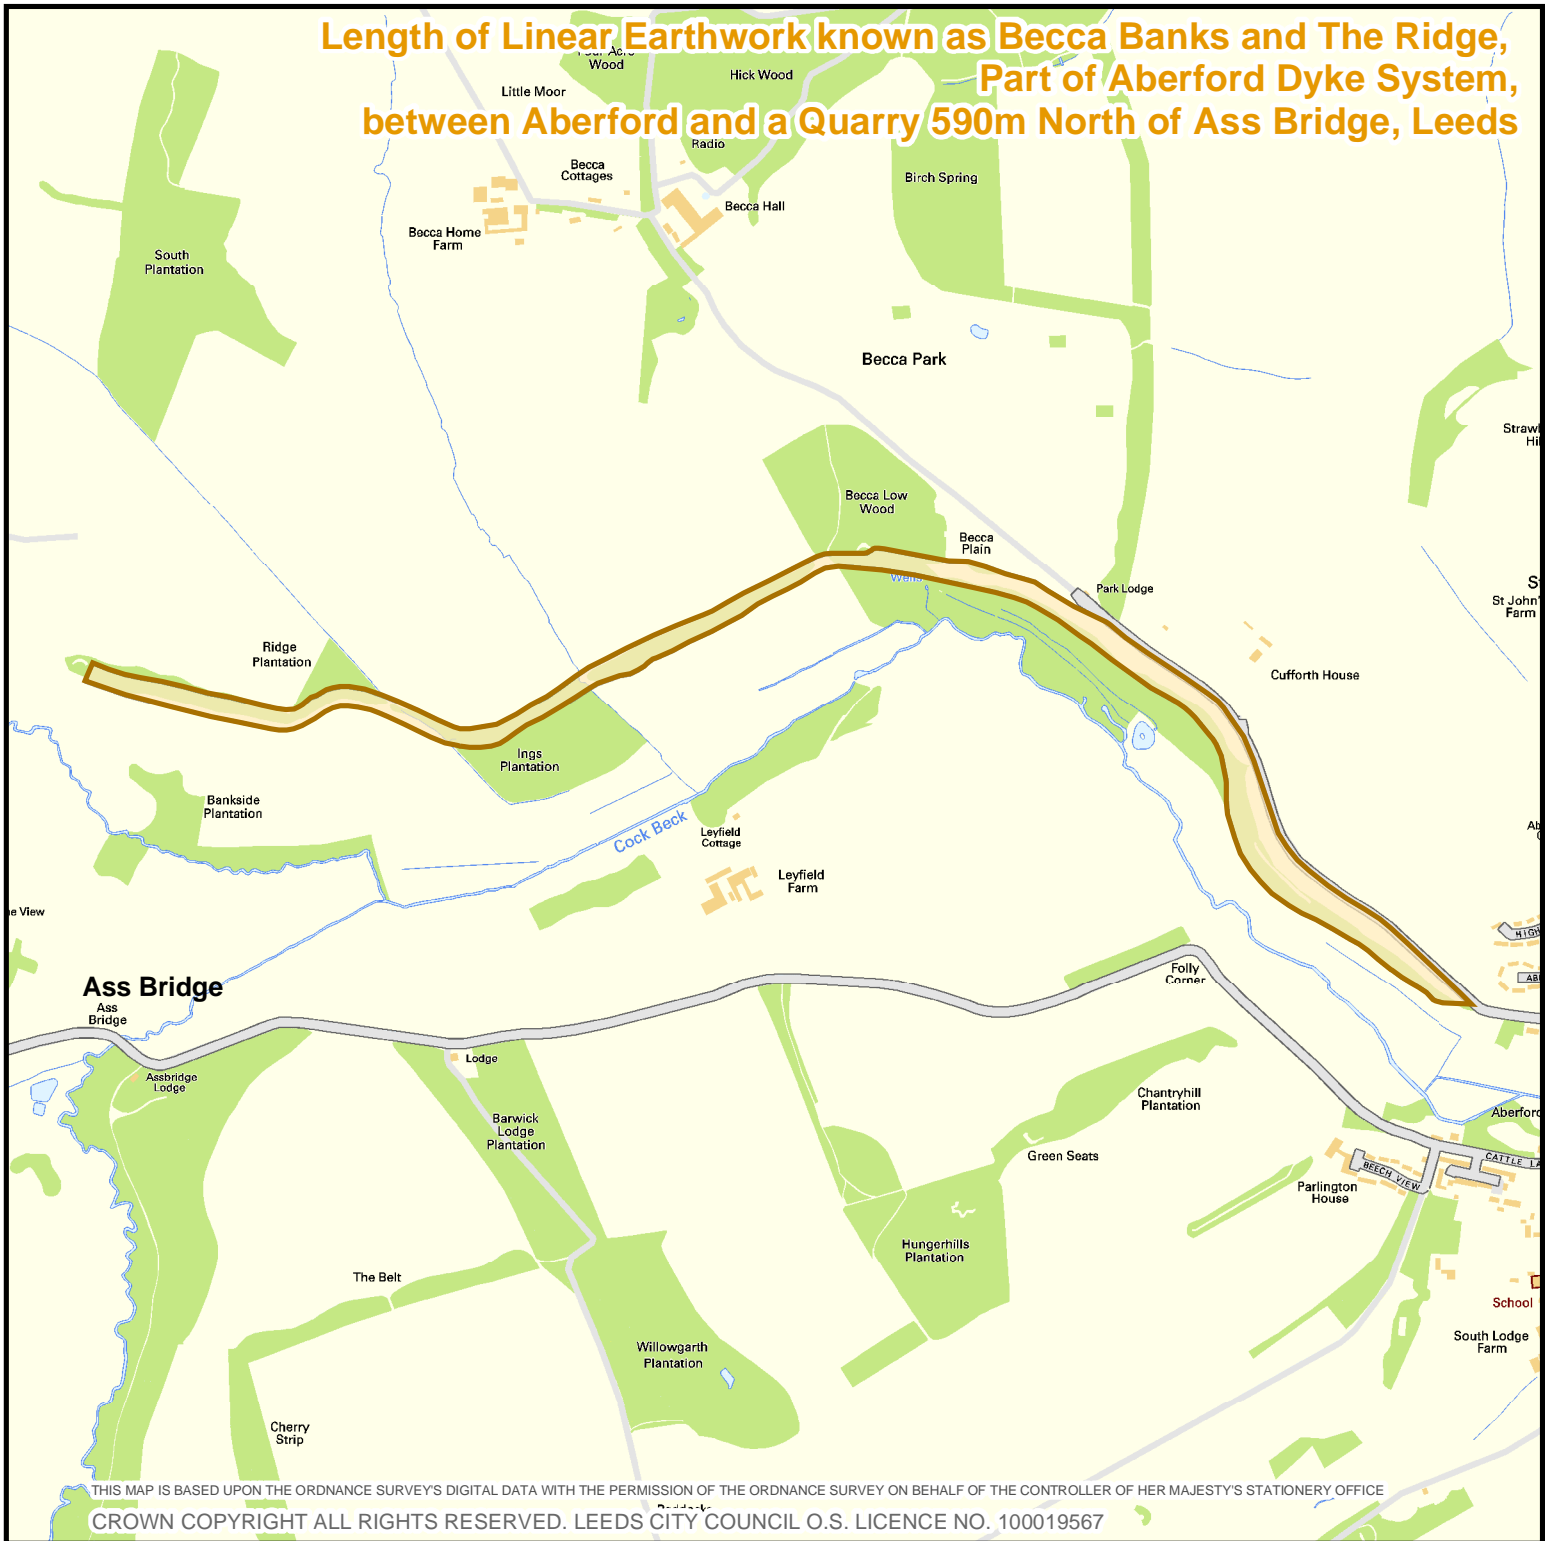 Length of Linear Earthwork known as Becca Banks and The Ridge,
Part of Aberford Dyke System,
between Aberford and a Quarry 590m North of Ass Bridge, Leeds
Wood
Hick Wood
Little Moor
Radio
Becca
Cottages
Birch Spring
Becca Hall
Becca Home
Farm
South
Plantation
Becca Park
Becca Low
Wood
Becca
Plain
Park Lodge
St John'
Farm
Ridge
Plantation
Cufforth House
Ings
Plantation
Bankside
Plantation
Cock Beck
Leyfield
Cottage
Leyfield
Farm
View
HIGH
Folly
Corner
Ass Bridge
Ass
Bridge
Lodge
Assbridge
Lodge
Chantryhill
Plantation
Barwick
Lodge
Plantation
Aberford
Green Seats
CATTLE LA
BEECH VIEW
Parlington
House
Hungerhills
Plantation
The Belt
School
South Lodge
Farm
Willowgarth
Plantation
Cherry
Strip
THIS MAP IS BASED UPON THE ORDNANCE SURVEY'S DIGITAL DATA WITH THE PERMISSION OF THE ORDNANCE SURVEY ON BEHALF OF THE CONTROLLER OF HER MAJESTY'S STATIONERY OFFICE
CROWN COPYRIGHT ALL RIGHTS RESERVED. LEEDS CITY COUNCIL O.S. LICENCE NO. 100019567